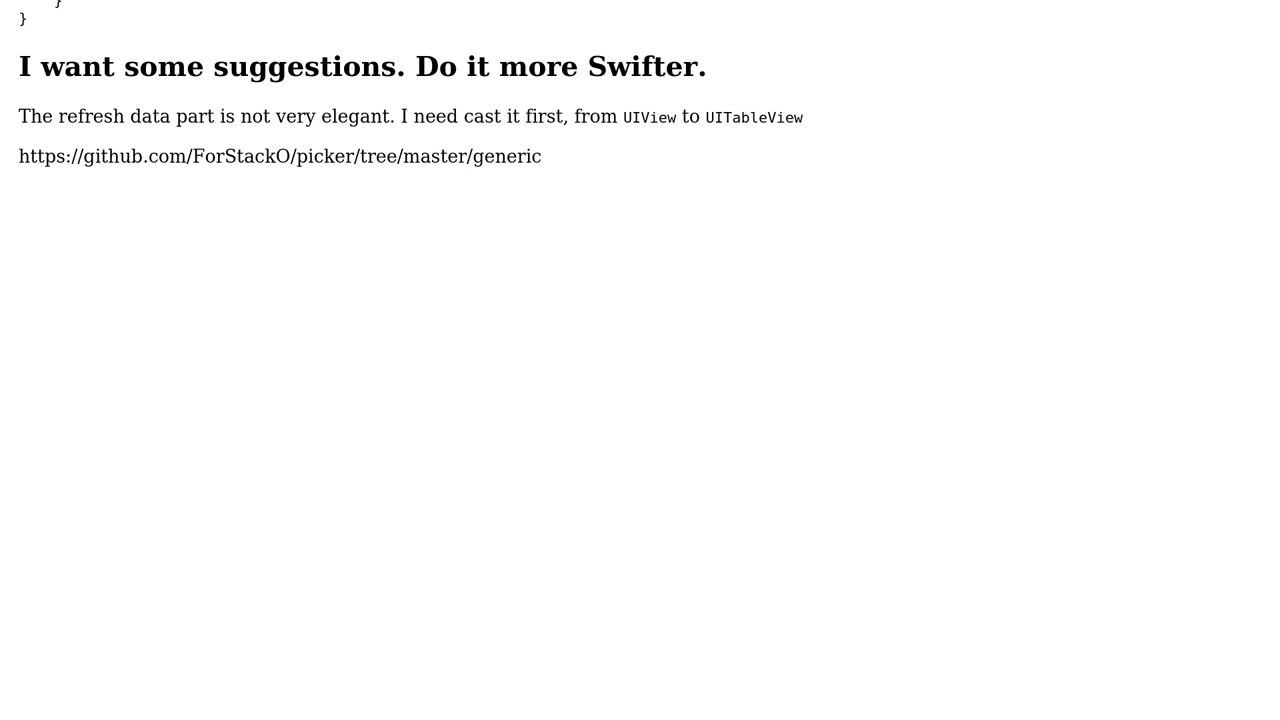 }
}
I want some suggestions. Do it more Swifter.
The refresh data part is not very elegant. I need cast it first, from UIView to UITableView
https://github.com/ForStackO/picker/tree/master/generic